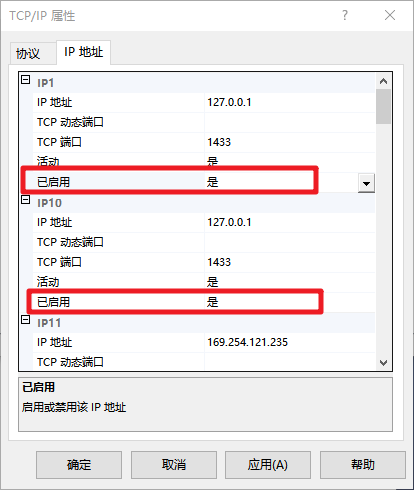 TCP/IP 属性
协议
IP 地址
IP1
IP 地址 127.0.0.1
TCP 动态端口
TCP 端口 1433
活动 是
已启用 是
IP10
IP 地址 127.0.0.1
TCP 动态端口
TCP 端口 1433
活动 是
已启用 是
IP11
IP 地址 169.254.121.235
TCP 动态端口
已启用
启用或禁用该 IP 地址
确定 取消 应用(A) 帮助